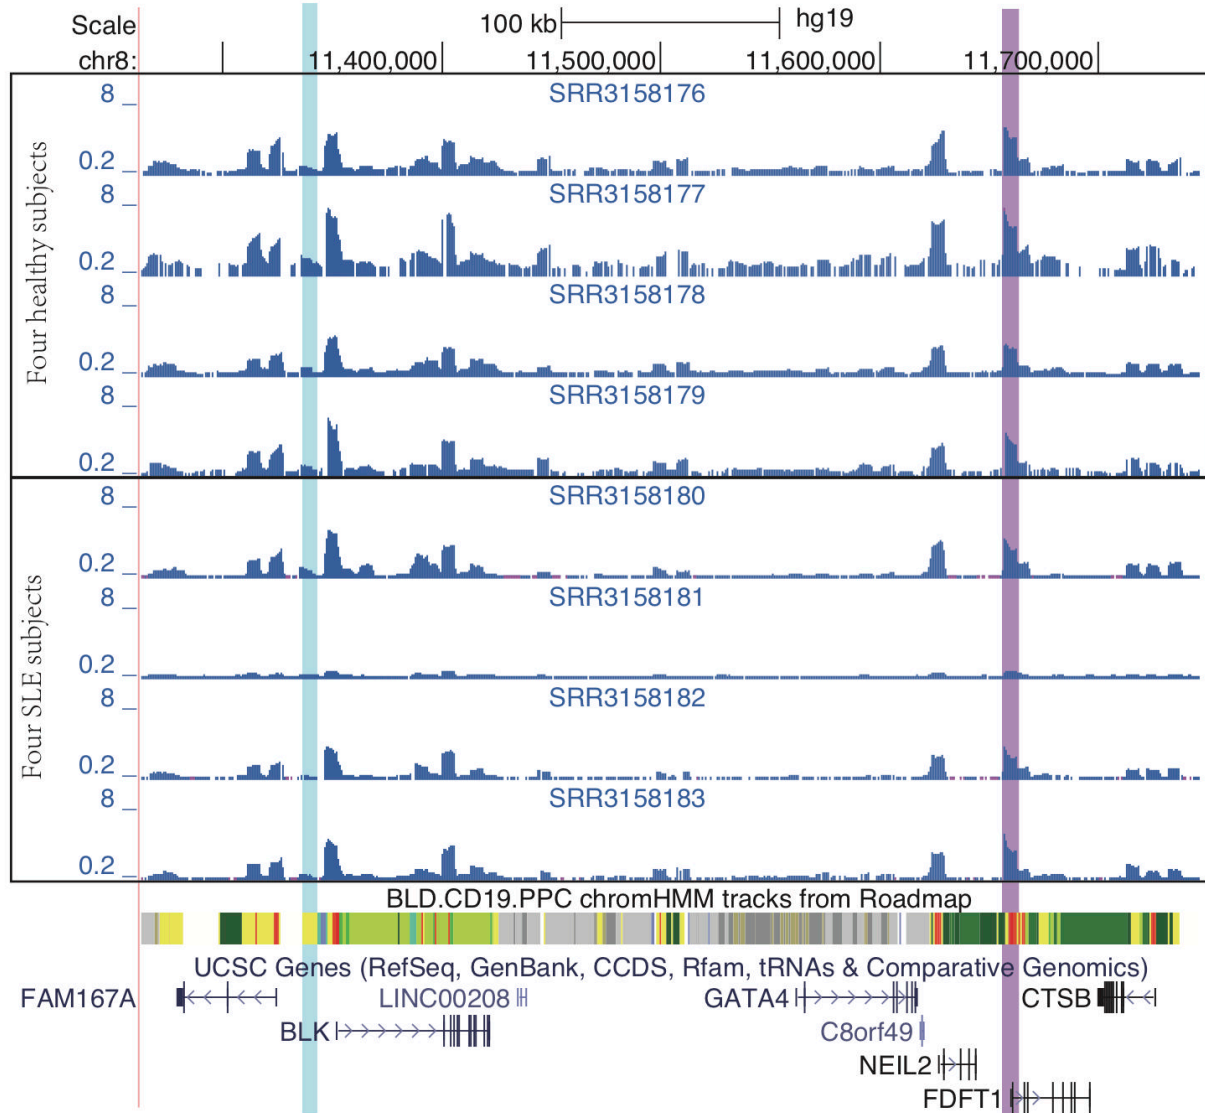 Scale 100 kb hg19
chr8: 11,400,000 11,500,000 11,600,000 11,700,000
Four healthy subjects
8 SRR3158176
0.2
8 SRR3158177
0.2
8 SRR3158178
0.2
8 SRR3158179
0.2
Four SLE subjects
8 SRR3158180
0.2
8 SRR3158181
0.2
8 SRR3158182
0.2
8 SRR3158183
0.2
BLD.CD19.PPC chromHMM tracks from Roadmap
UCSC Genes (RefSeq, GenBank, CCDS, Rfam, tRNAs & Comparative Genomics)
FAM167A LINC00208 GATA4 CTSB
BLK C8orf49
NEIL2
FDFT1